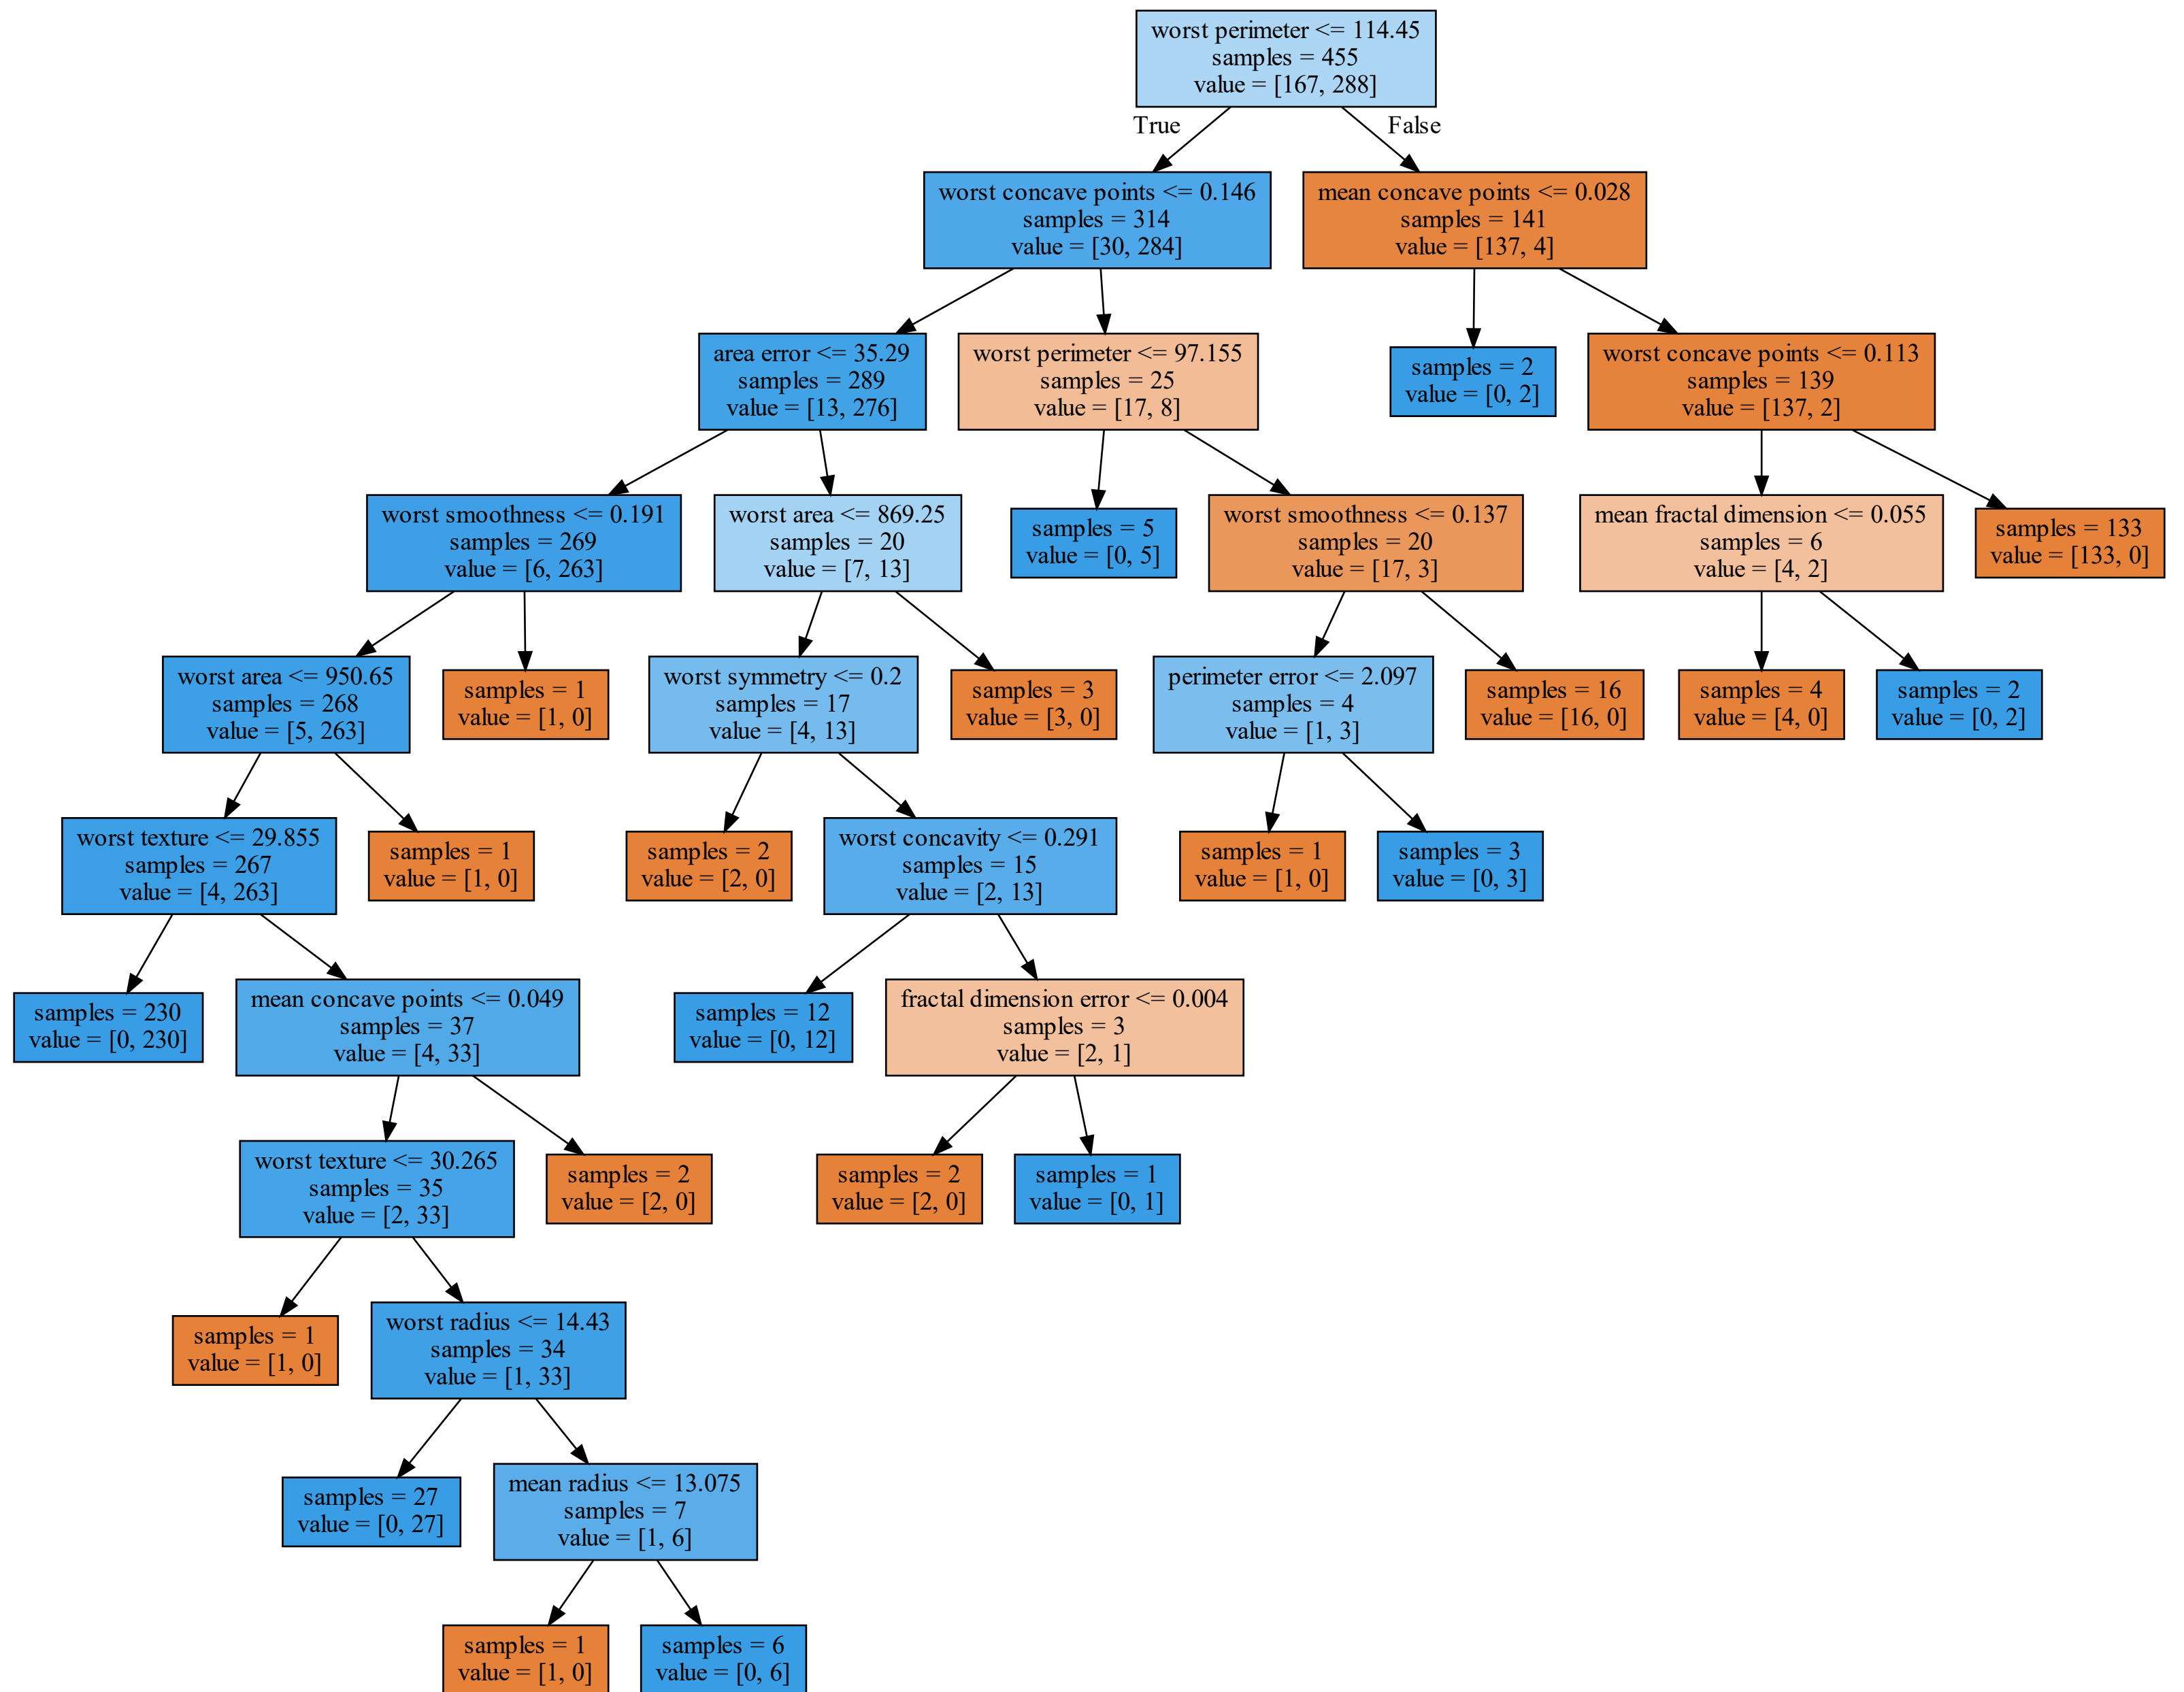 worst perimeter <= 114.45
samples = 455
value = [167, 288]
True
False
worst concave points <= 0.146
samples = 314
value = [30, 284]
mean concave points <= 0.028
samples = 141
value = [137, 4]
area error <= 35.29
samples = 289
value = [13, 276]
worst perimeter <= 97.155
samples = 25
value = [17, 8]
samples = 2
value = [0, 2]
worst concave points <= 0.113
samples = 139
value = [137, 2]
worst smoothness <= 0.191
samples = 269
value = [6, 263]
worst area <= 869.25
samples = 20
value = [7, 13]
samples = 5
value = [0, 5]
worst smoothness <= 0.137
samples = 20
value = [17, 3]
mean fractal dimension <= 0.055
samples = 6
value = [4, 2]
samples = 133
value = [133, 0]
worst area <= 950.65
samples = 268
value = [5, 263]
samples = 1
value = [1, 0]
worst symmetry <= 0.2
samples = 17
value = [4, 13]
samples = 3
value = [3, 0]
perimeter error <= 2.097
samples = 4
value = [1, 3]
samples = 16
value = [16, 0]
samples = 4
value = [4, 0]
samples = 2
value = [0, 2]
worst texture <= 29.855
samples = 267
value = [4, 263]
samples = 1
value = [1, 0]
samples = 2
value = [2, 0]
worst concavity <= 0.291
samples = 15
value = [2, 13]
samples = 1
value = [1, 0]
samples = 3
value = [0, 3]
samples = 230
value = [0, 230]
mean concave points <= 0.049
samples = 37
value = [4, 33]
samples = 12
value = [0, 12]
fractal dimension error <= 0.004
samples = 3
value = [2, 1]
worst texture <= 30.265
samples = 35
value = [2, 33]
samples = 2
value = [2, 0]
samples = 2
value = [2, 0]
samples = 1
value = [0, 1]
samples = 1
value = [1, 0]
worst radius <= 14.43
samples = 34
value = [1, 33]
samples = 27
value = [0, 27]
mean radius <= 13.075
samples = 7
value = [1, 6]
samples = 1
value = [1, 0]
samples = 6
value = [0, 6]